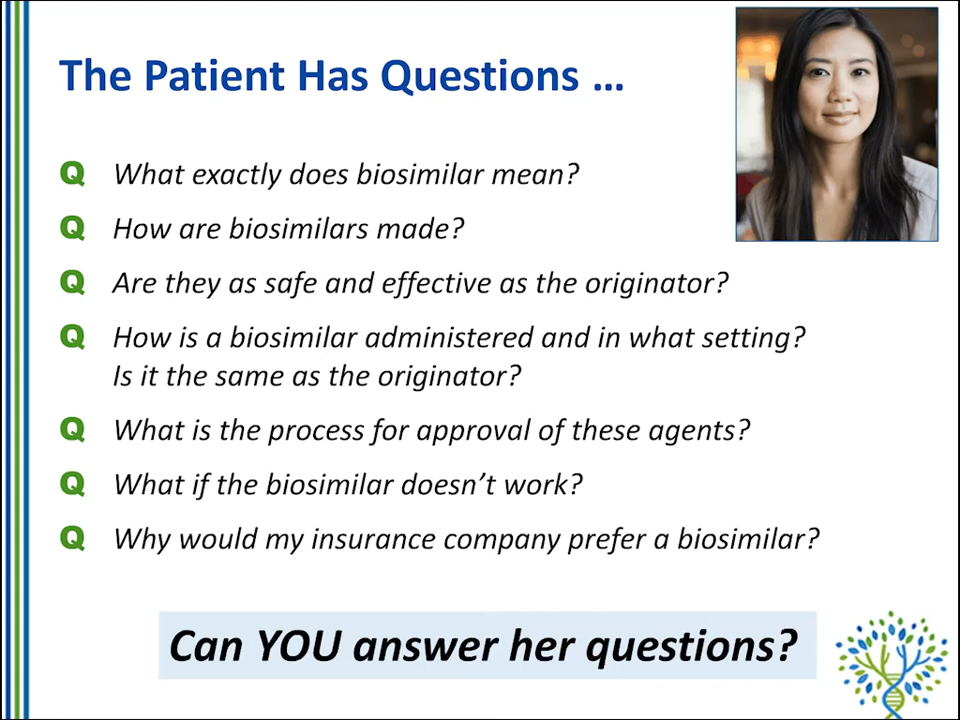 The Patient Has Questions ...
Q What exactly does biosimilar mean?
Q How are biosimilars made?
Q Are they as safe and effective as the originator?
Q How is a biosimilar administered and in what setting?
Is it the same as the originator?
Q What is the process for approval of these agents?
Q What if the biosimilar doesn’t work?
Q Why would my insurance company prefer a biosimilar?
Can YOU answer her questions?